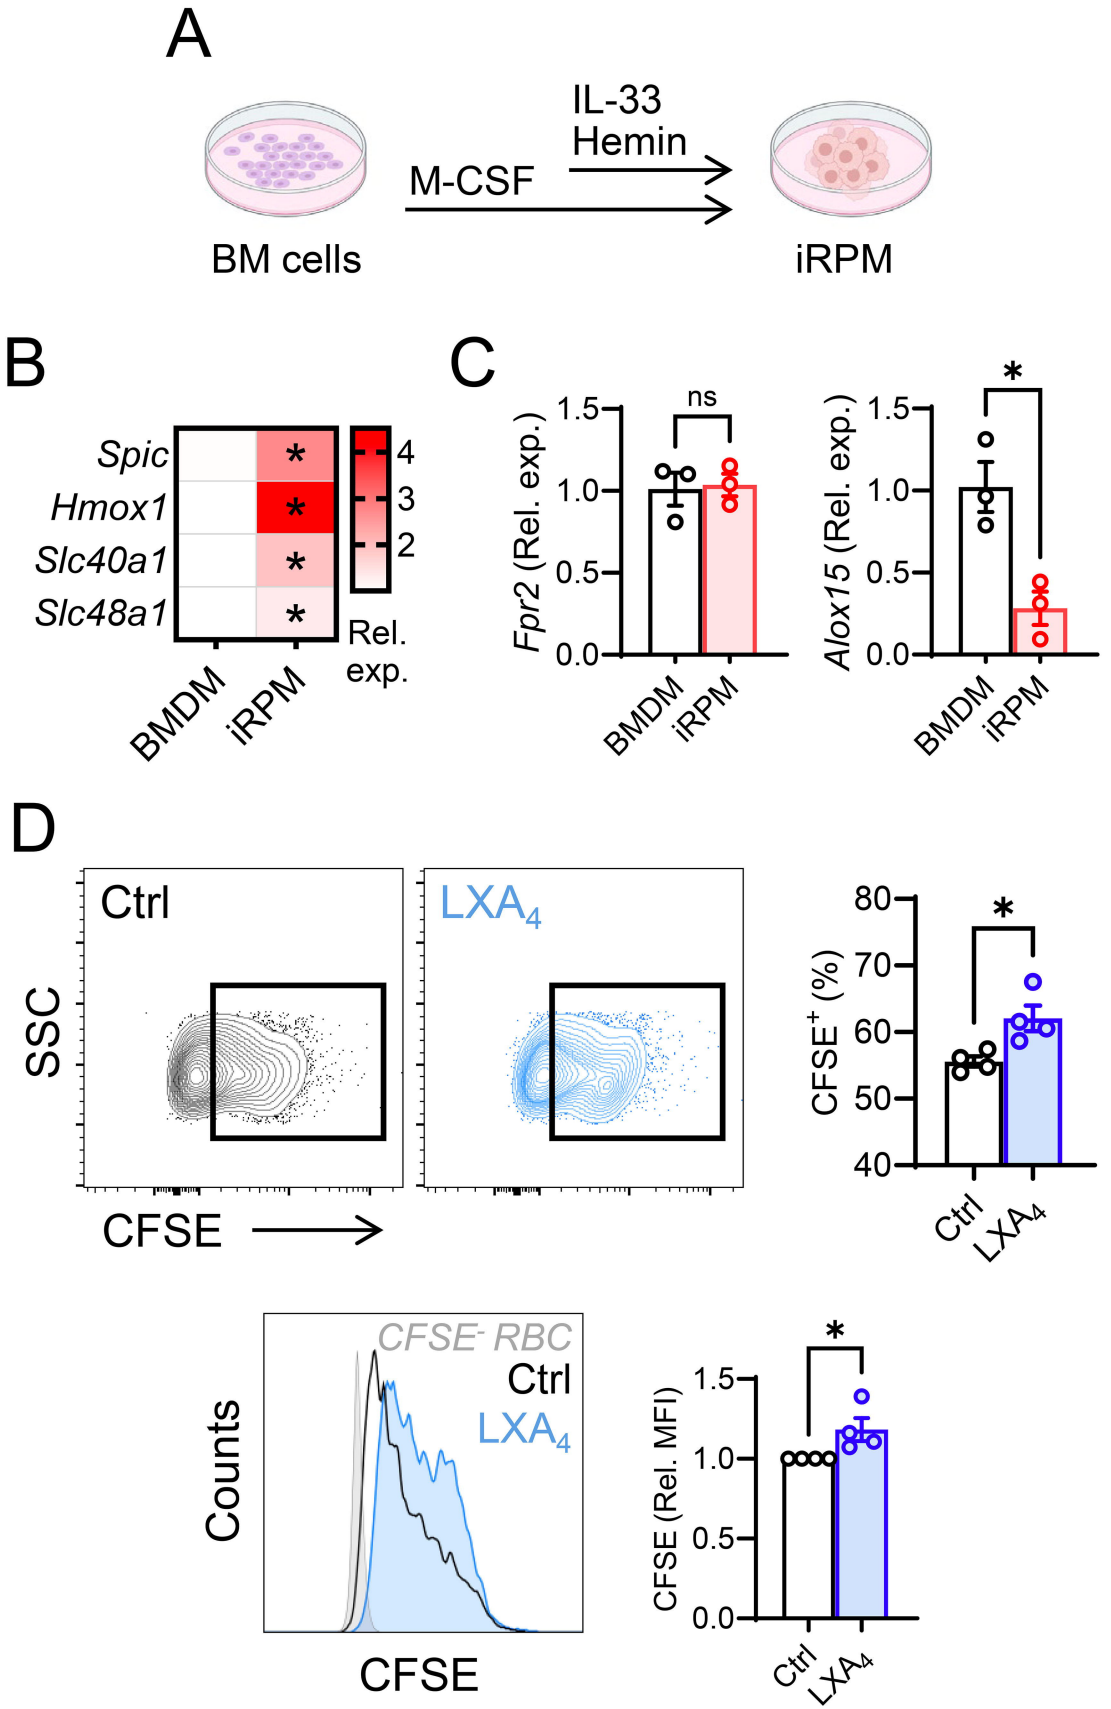 A
IL-33
Hemin
M-CSF
BM cells
iRPM
B
Spic
Hmox1
Slc40a1
Slc48a1
*
*
*
*
4
3
2
Rel.
exp.
BMDM
iRPM
C
Fpr2 (Rel. exp.)
1.5
1.0
0.5
0.0
ns
BMDM
iRPM
Alox15 (Rel. exp.)
1.5
1.0
0.5
0.0
*
BMDM
iRPM
D
Ctrl
LXA4
SSC
CFSE
CFSE+ (%)
80
70
60
50
40
*
Ctrl
LXA4
CFSE- RBC
Ctrl
LXA4
Counts
CFSE
CFSE (Rel. MFI)
1.5
1.0
0.5
0.0
*
Ctrl
LXA4